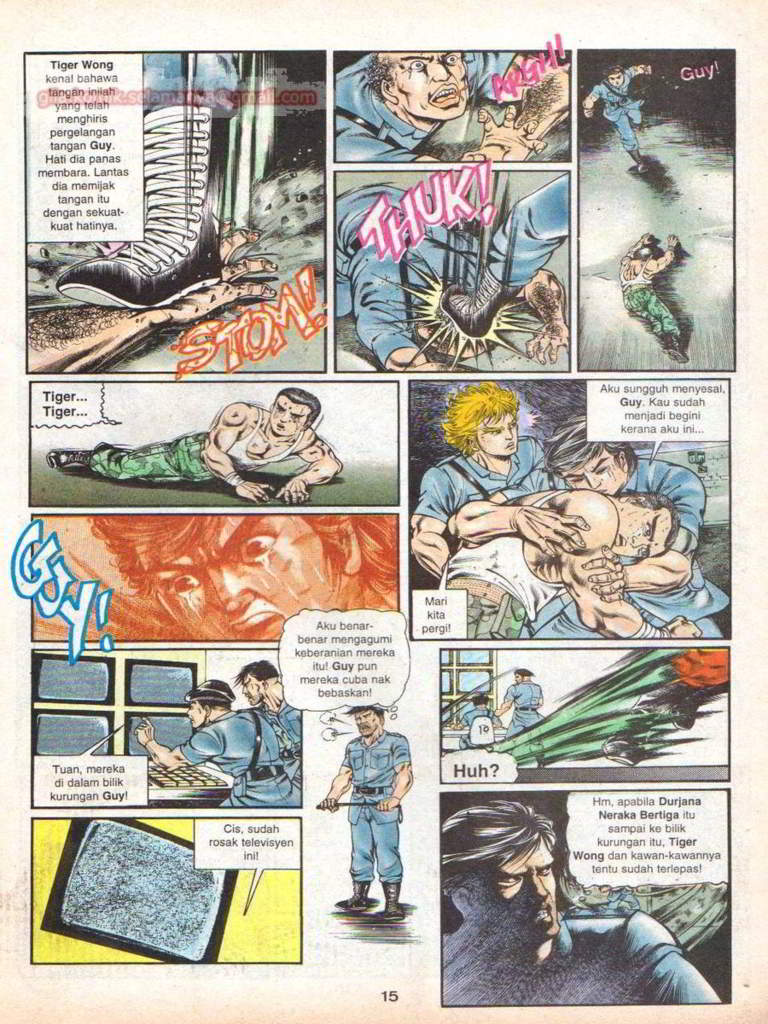 Tiger Wong
kenal bahawa
tangan inilah
yang telah
menghiris
pergelangan
tangan Guy.
Hati dia panas
membara. Lantas
dia memijak
tangan itu
dengan sekuat-
kuat hatinya.
STOM!
ARGH!
THUK!
Guy!
Tiger...
Tiger...
GUY!
Aku sungguh menyesal,
Guy. Kau sudah
menjadi begini
kerana aku ini...
Mari
kita
pergi!
Tuan, mereka
di dalam bilik
kurungan Guy!
Aku benar-
benar mengagumi
keberanian mereka
itu! Guy pun
mereka cuba nak
bebaskan!
10
Huh?
Cis, sudah
rosak televisyen
ini!
Hm, apabila Durjana
Neraka Bertiga itu
sampai ke bilik
kurungan itu, Tiger
Wong dan kawan-kawannya
tentu sudah terlepas!
15